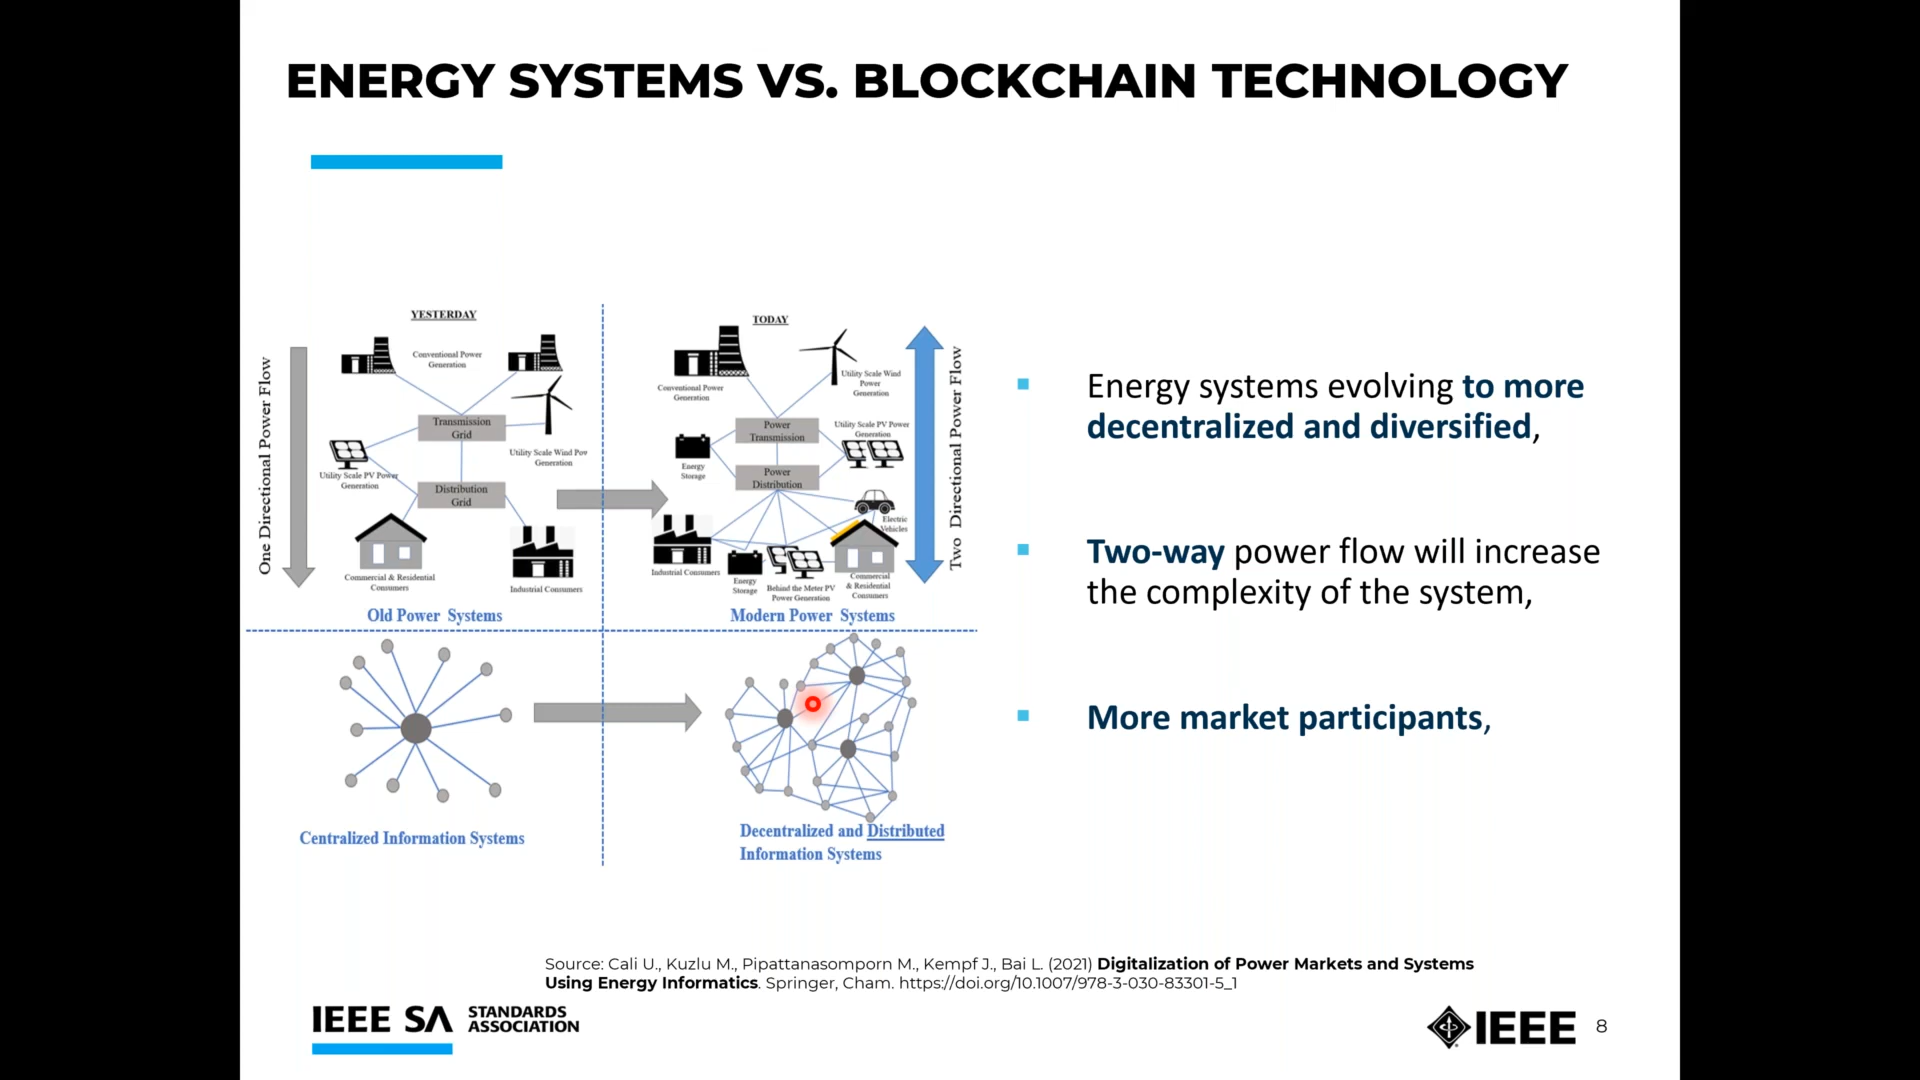 ENERGY SYSTEMS VS. BLOCKCHAIN TECHNOLOGY
YESTERDAY
One Directional Power Flow
Conventional Power
Generation
Transmission
Grid
Utility Scale Wind Pow
Generation
Utility Scale PV Power
Generation
Distribution
Grid
Commercial & Residential
Consumers
Industrial Consumers
Old Power Systems
TODAY
Conventional Power
Generation
Utility Scale Wind
Power
Generation
Power
Transmission
Utility Scale PV Power
Generation
Energy
Storage
Power
Distribution
Electric
Vehicles
Industrial Consumers
Energy
Storage
Behind the Meter PV
Power Generation
Commercial
& Residential
Consumers
Two Directional Power Flow
Modern Power Systems
Centralized Information Systems
Decentralized and Distributed
Information Systems
Energy systems evolving to more
decentralized and diversified,
Two-way power flow will increase
the complexity of the system,
More market participants,
Source: Cali U., Kuzlu M., Pipattanasomporn M., Kempf J., Bai L. (2021) Digitalization of Power Markets and Systems
Using Energy Informatics. Springer, Cham. https://doi.org/10.1007/978-3-030-83301-5_1
IEEE SA STANDARDS
ASSOCIATION
IEEE
8